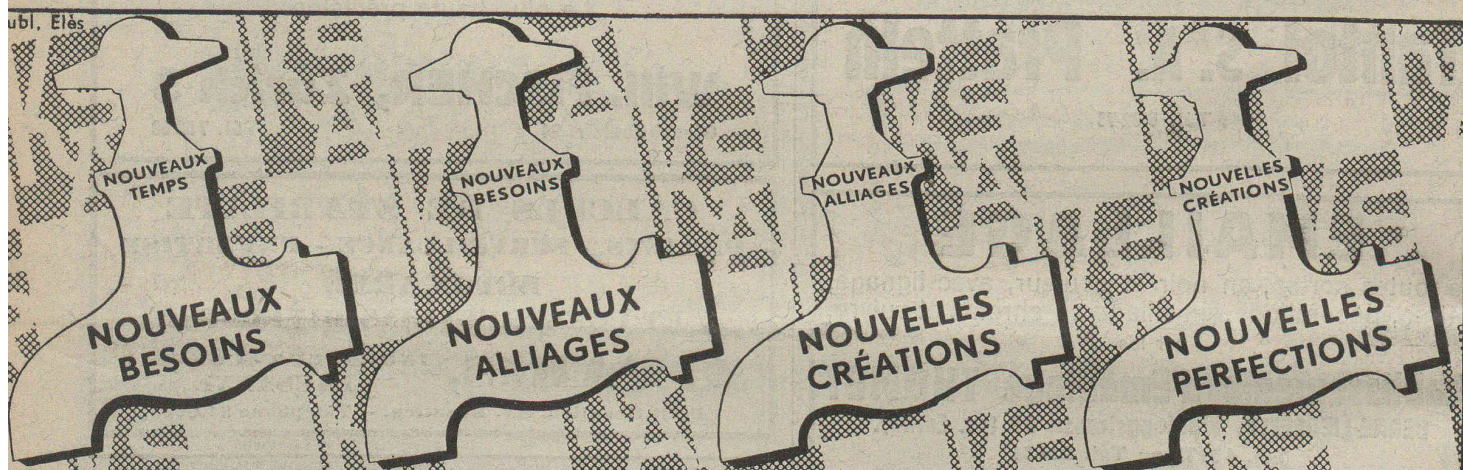 ubl. Elès
NOUVEAUX
TEMPS
NOUVEAUX
BESOINS
NOUVEAUX
BESOINS
NOUVEAUX
ALLIAGES
NOUVEAUX
ALLIAGES
NOUVELLES
CRÉATIONS
NOUVELLES
CRÉATIONS
NOUVELLES
PERFECTIONS